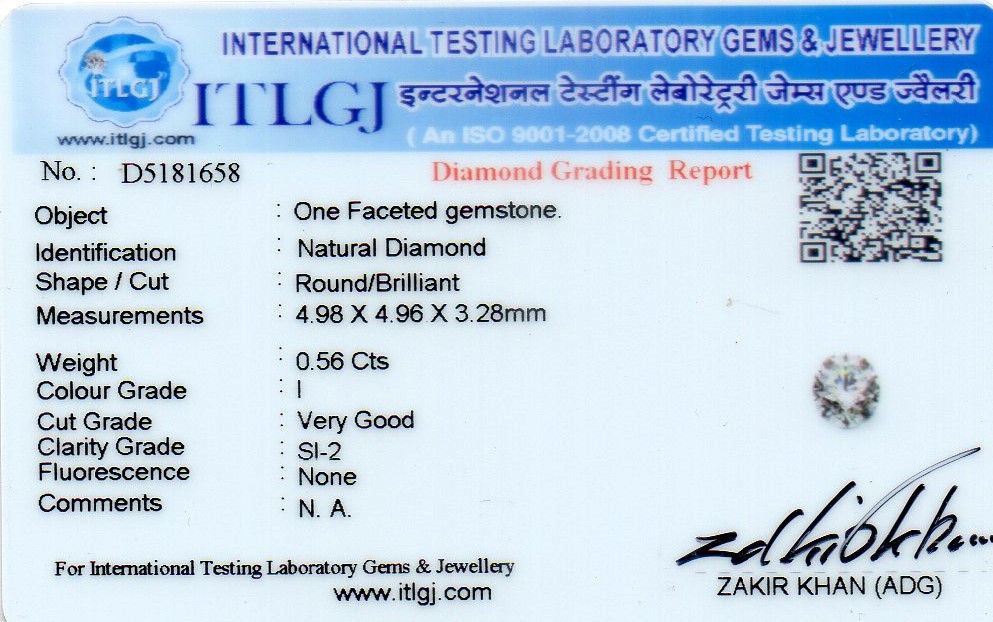 INTERNATIONAL TESTING LABORATORY GEMS & JEWELLERY
ITLGJ
ITLGJ इन्टरनेशनल टेस्टींग लेबोरेट्ररी जेम्स एण्ड ज्वैलरी
www.itlgj.com
( An ISO 9001-2008 Certified Testing Laboratory)
No. : D5181658
Diamond Grading Report
Object : One Faceted gemstone.
Identification : Natural Diamond
Shape / Cut : Round/Brilliant
Measurements : 4.98 X 4.96 X 3.28mm
Weight : 0.56 Cts
Colour Grade : I
Cut Grade : Very Good
Clarity Grade : SI-2
Fluorescence : None
Comments : N. A.
For International Testing Laboratory Gems & Jewellery
www.itlgj.com
ZAKIR KHAN (ADG)